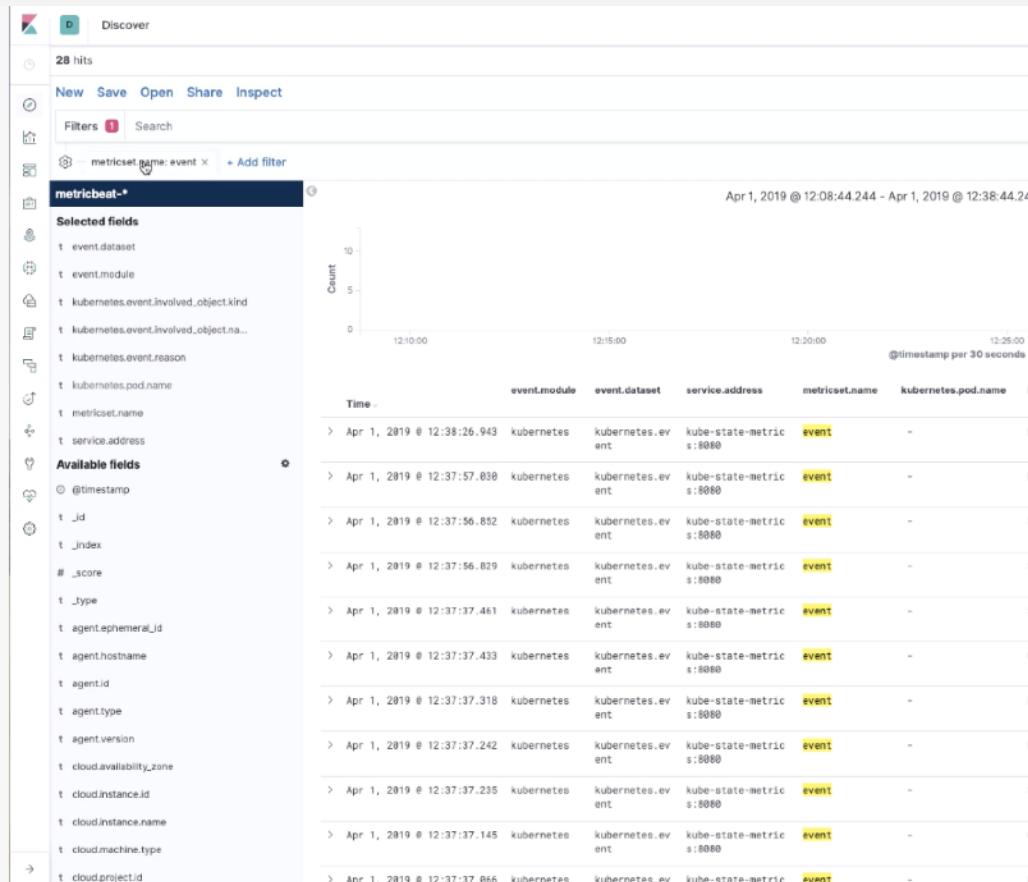 D Discover
28 hits
New Save Open Share Inspect
Filters 1 Search
metricset.name: event × + Add filter
metricbeat-*
Selected fields
t event.dataset
t event.module
t kubernetes.event.involved_object.kind
t kubernetes.event.involved_object.na...
t kubernetes.event.reason
t kubernetes.pod.name
t metricset.name
t service.address
Available fields
@timestamp
t _id
t _index
# _score
t _type
t agent.ephemeral_id
t agent.hostname
t agent.id
t agent.type
t agent.version
t cloud.availability_zone
t cloud.instance.id
t cloud.instance.name
t cloud.machine.type
t cloud.project.id
Apr 1, 2019 @ 12:08:44.244 - Apr 1, 2019 @ 12:38:44.24
Count
10
5
0
12:10:00 12:15:00 12:20:00 12:25:00
@timestamp per 30 seconds
Time event.module event.dataset service.address metricset.name kubernetes.pod.name
Apr 1, 2019 @ 12:38:26.943 kubernetes kubernetes.ev kube-state-metric event -
ent s:8080
Apr 1, 2019 @ 12:37:57.030 kubernetes kubernetes.ev kube-state-metric event -
ent s:8080
Apr 1, 2019 @ 12:37:56.852 kubernetes kubernetes.ev kube-state-metric event -
ent s:8080
Apr 1, 2019 @ 12:37:56.829 kubernetes kubernetes.ev kube-state-metric event -
ent s:8080
Apr 1, 2019 @ 12:37:37.461 kubernetes kubernetes.ev kube-state-metric event -
ent s:8080
Apr 1, 2019 @ 12:37:37.433 kubernetes kubernetes.ev kube-state-metric event -
ent s:8080
Apr 1, 2019 @ 12:37:37.318 kubernetes kubernetes.ev kube-state-metric event -
ent s:8080
Apr 1, 2019 @ 12:37:37.242 kubernetes kubernetes.ev kube-state-metric event -
ent s:8080
Apr 1, 2019 @ 12:37:37.235 kubernetes kubernetes.ev kube-state-metric event -
ent s:8080
Apr 1, 2019 @ 12:37:37.145 kubernetes kubernetes.ev kube-state-metric event -
ent s:8080
Apr 1, 2019 @ 12:37:37.066 kubernetes kubernetes.ev kube-state-metric event -